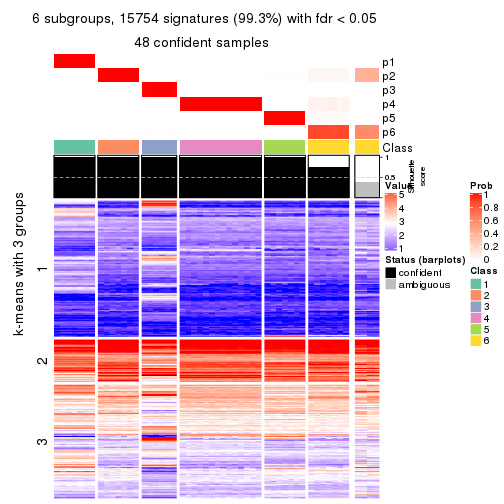 6 subgroups, 15754 signatures (99.3%) with fdr < 0.05
48 confident samples
p1
p2
p3
p4
p5
p6
Class
1
0.5
Silhouette
score
k-means with 3 groups
1
2
3
Value
5
4
3
2
1
Status (barplots)
confident
ambiguous
Prob
1
0.8
0.6
0.4
0.2
0
Class
1
2
3
4
5
6